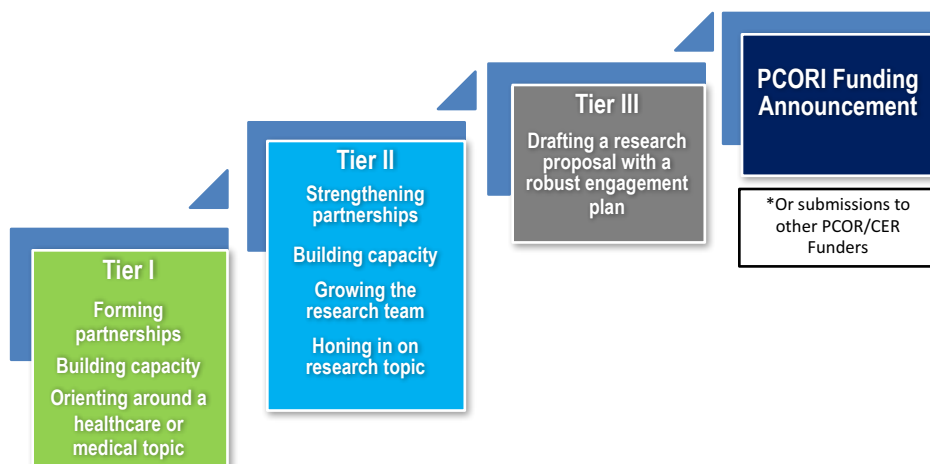 Tier I
Forming
partnerships
Building capacity
Orienting around a
healthcare or
medical topic
Tier II
Strengthening
partnerships
Building capacity
Growing the
research team
Honing in on
research topic
Tier III
Drafting a research
proposal with a
robust engagement
plan
PCORI Funding
Announcement
*Or submissions to
other PCOR/CER
Funders